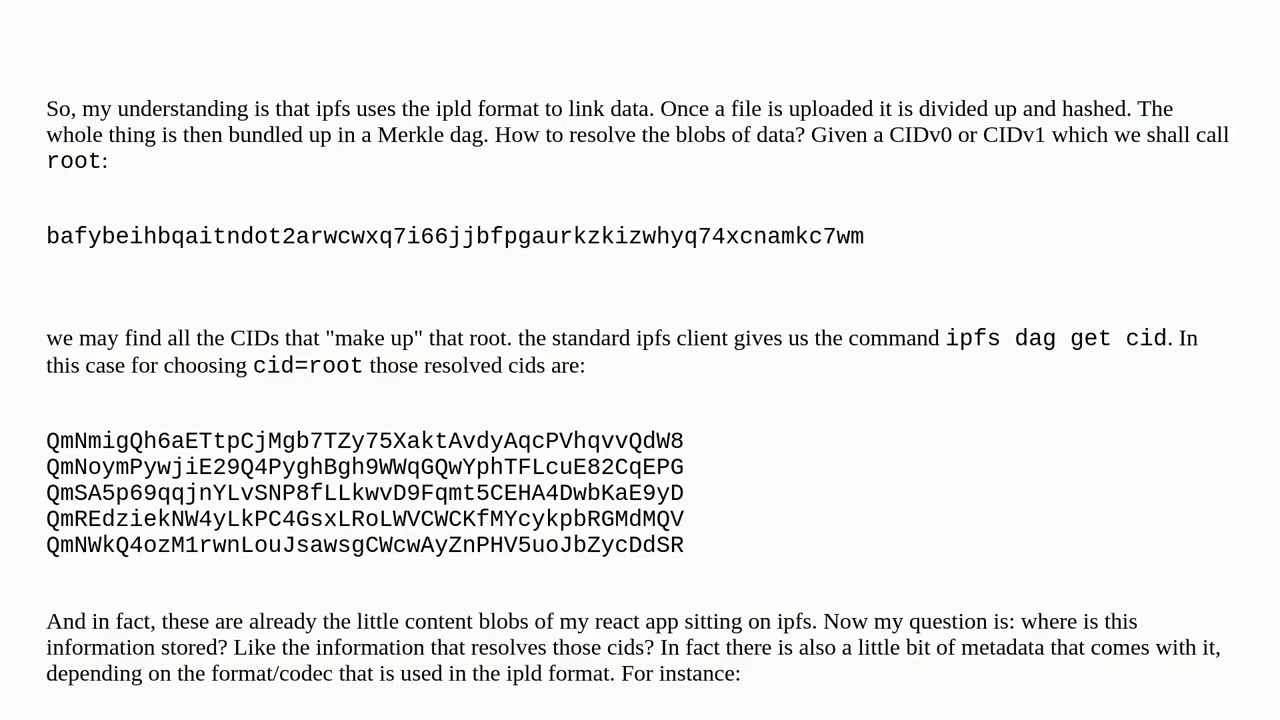 So, my understanding is that ipfs uses the ipld format to link data. Once a file is uploaded it is divided up and hashed. The
whole thing is then bundled up in a Merkle dag. How to resolve the blobs of data? Given a CIDv0 or CIDv1 which we shall call
root:
bafybeihbqaitndot2arwcwxq7i66jjbfpgaurkzkizwhyq74xcnamkc7wm
we may find all the CIDs that "make up" that root. the standard ipfs client gives us the command ipfs dag get cid. In
this case for choosing cid=root those resolved cids are:
QmNmigQh6aETtpCjMgb7TZy75XaktAvdyAqcPVhqvvQdW8
QmNoymPywjiE29Q4PyghBgh9WWqGQwYphTFLcuE82CqEPG
QmSA5p69qqjnYLvSNP8fLLkwvD9Fqmt5CEHA4DwbKaE9yD
QmREdziekNW4yLkPC4GsxLRoLWVCWCKfMYcykpbRGMdMQV
QmNWkQ4ozM1rwnLouJsawsgCWcwAyZnPHV5uoJbZycDdSR
And in fact, these are already the little content blobs of my react app sitting on ipfs. Now my question is: where is this
information stored? Like the information that resolves those cids? In fact there is also a little bit of metadata that comes with it,
depending on the format/codec that is used in the ipld format. For instance: